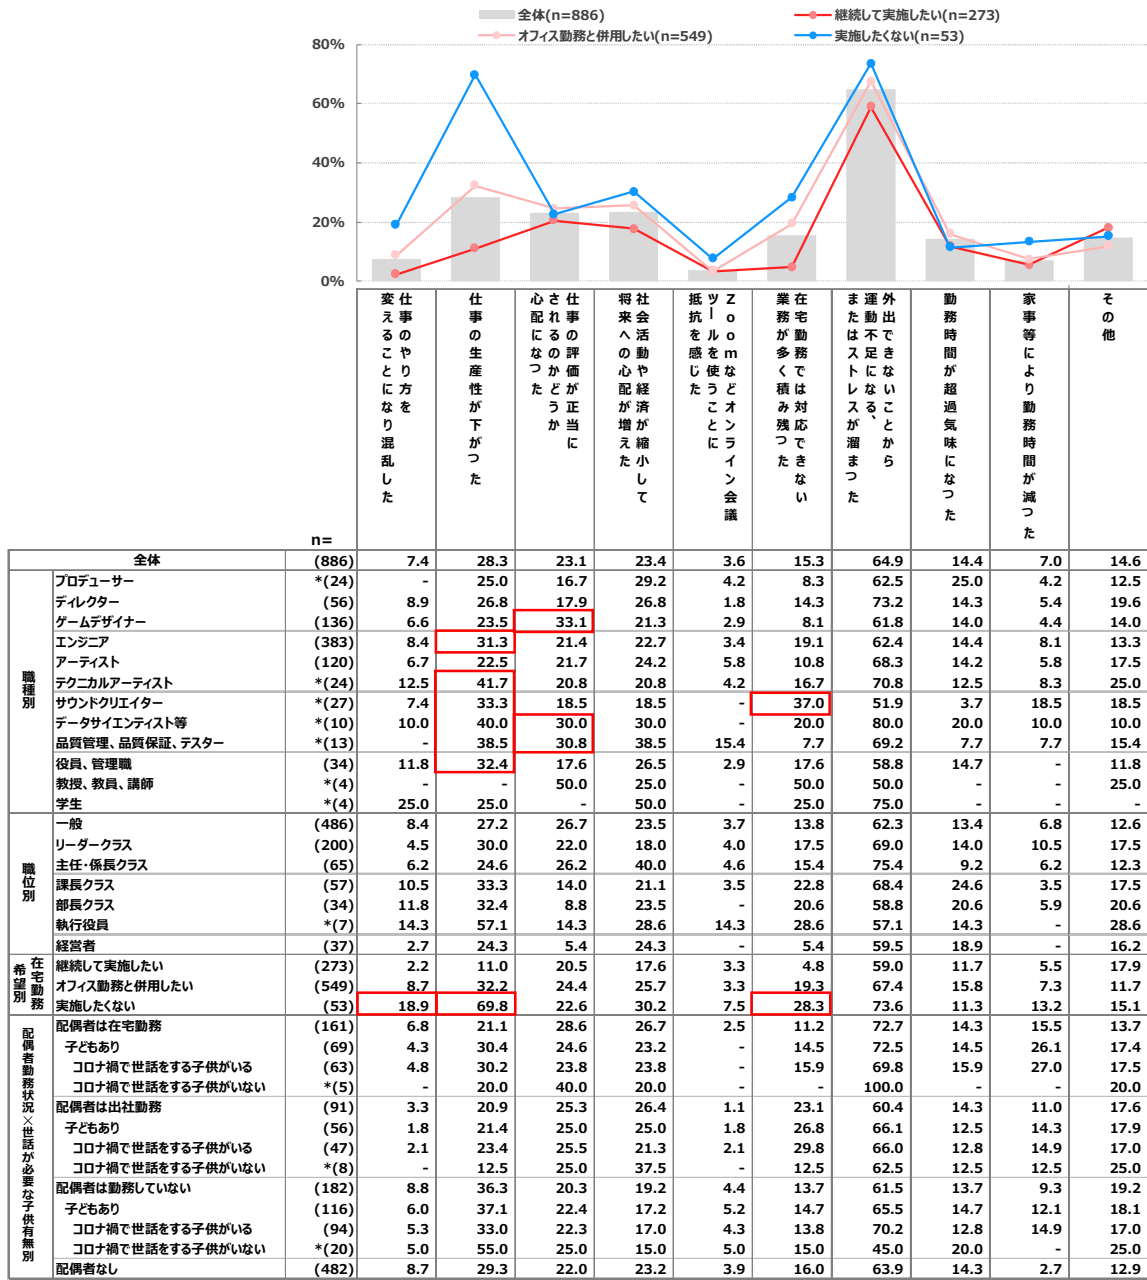 全体(n=886)
継続して実施したい(n=273)
オフィス勤務と併用したい(n=549)
実施したくない(n=53)
80%
60%
40%
20%
0%
仕事のやり方を
変えることになり混乱した
仕事の生産性が下がつた
仕事の評価が正当に
されるのかどうか
心配になつた
社会活動や経済が縮小して
将来への心配が増えた
Zoomなどオンライン会議
ツールを使うことに
抵抗を感じた
在宅勤務では対応できない
業務が多く積み残つた
外出できないことから
運動不足になる、
またはストレスが溜まつた
勤務時間が超過気味になつた
家事等により勤務時間が減つた
その他
n=
全体 (886) 7.4 28.3 23.1 23.4 3.6 15.3 64.9 14.4 7.0 14.6
職種別
プロデューサー *(24) - 25.0 16.7 29.2 4.2 8.3 62.5 25.0 4.2 12.5
ディレクター (56) 8.9 26.8 17.9 26.8 1.8 14.3 73.2 14.3 5.4 19.6
ゲームデザイナー (136) 6.6 23.5 33.1 21.3 2.9 8.1 61.8 14.0 4.4 14.0
エンジニア (383) 8.4 31.3 21.4 22.7 3.4 19.1 62.4 14.4 8.1 13.3
アーティスト (120) 6.7 22.5 21.7 24.2 5.8 10.8 68.3 14.2 5.8 17.5
テクニカルアーティスト *(24) 12.5 41.7 20.8 20.8 4.2 16.7 70.8 12.5 8.3 25.0
サウンドクリエイター *(27) 7.4 33.3 18.5 18.5 - 37.0 51.9 3.7 18.5 18.5
データサイエンティスト等 *(10) 10.0 40.0 30.0 30.0 - 20.0 80.0 20.0 10.0 10.0
品質管理、品質保証、テスター *(13) - 38.5 30.8 38.5 15.4 7.7 69.2 7.7 7.7 15.4
役員、管理職 (34) 11.8 32.4 17.6 26.5 2.9 17.6 58.8 14.7 - 11.8
教授、教員、講師 *(4) - - 50.0 25.0 - 50.0 50.0 - - 25.0
学生 *(4) 25.0 25.0 - 50.0 - 25.0 75.0 - - -
職位別
一般 (486) 8.4 27.2 26.7 23.5 3.7 13.8 62.3 13.4 6.8 12.6
リーダークラス (200) 4.5 30.0 22.0 18.0 4.0 17.5 69.0 14.0 10.5 17.5
主任・係長クラス (65) 6.2 24.6 26.2 40.0 4.6 15.4 75.4 9.2 6.2 12.3
課長クラス (57) 10.5 33.3 14.0 21.1 3.5 22.8 68.4 24.6 3.5 17.5
部長クラス (34) 11.8 32.4 8.8 23.5 - 20.6 58.8 20.6 5.9 20.6
執行役員 *(7) 14.3 57.1 14.3 28.6 14.3 28.6 57.1 14.3 - 28.6
経営者 (37) 2.7 24.3 5.4 24.3 - 5.4 59.5 18.9 - 16.2
在宅勤務
希望別
継続して実施したい (273) 2.2 11.0 20.5 17.6 3.3 4.8 59.0 11.7 5.5 17.9
オフィス勤務と併用したい (549) 8.7 32.2 24.4 25.7 3.3 19.3 67.4 15.8 7.3 11.7
実施したくない (53) 18.9 69.8 22.6 30.2 7.5 28.3 73.6 11.3 13.2 15.1
配偶者勤務状況×世話が必要な子供有無別
配偶者は在宅勤務 (161) 6.8 21.1 28.6 26.7 2.5 11.2 72.7 14.3 15.5 13.7
子どもあり (69) 4.3 30.4 24.6 23.2 - 14.5 72.5 14.5 26.1 17.4
コロナ禍で世話をする子供がいる (63) 4.8 30.2 23.8 23.8 - 15.9 69.8 15.9 27.0 17.5
コロナ禍で世話をする子供がいない *(5) - 20.0 40.0 20.0 - - 100.0 - - 20.0
配偶者は出社勤務 (91) 3.3 20.9 25.3 26.4 1.1 23.1 60.4 14.3 11.0 17.6
子どもあり (56) 1.8 21.4 25.0 25.0 1.8 26.8 66.1 12.5 14.3 17.9
コロナ禍で世話をする子供がいる (47) 2.1 23.4 25.5 21.3 2.1 29.8 66.0 12.8 14.9 17.0
コロナ禍で世話をする子供がいない *(8) - 12.5 25.0 37.5 - 12.5 62.5 12.5 12.5 25.0
配偶者は勤務していない (182) 8.8 36.3 20.3 19.2 4.4 13.7 61.5 13.7 9.3 19.2
子どもあり (116) 6.0 37.1 22.4 17.2 5.2 14.7 65.5 14.7 12.1 18.1
コロナ禍で世話をする子供がいる (94) 5.3 33.0 22.3 17.0 4.3 13.8 70.2 12.8 14.9 17.0
コロナ禍で世話をする子供がいない *(20) 5.0 55.0 25.0 15.0 5.0 15.0 45.0 20.0 - 25.0
配偶者なし (482) 8.7 29.3 22.0 23.2 3.9 16.0 63.9 14.3 2.7 12.9